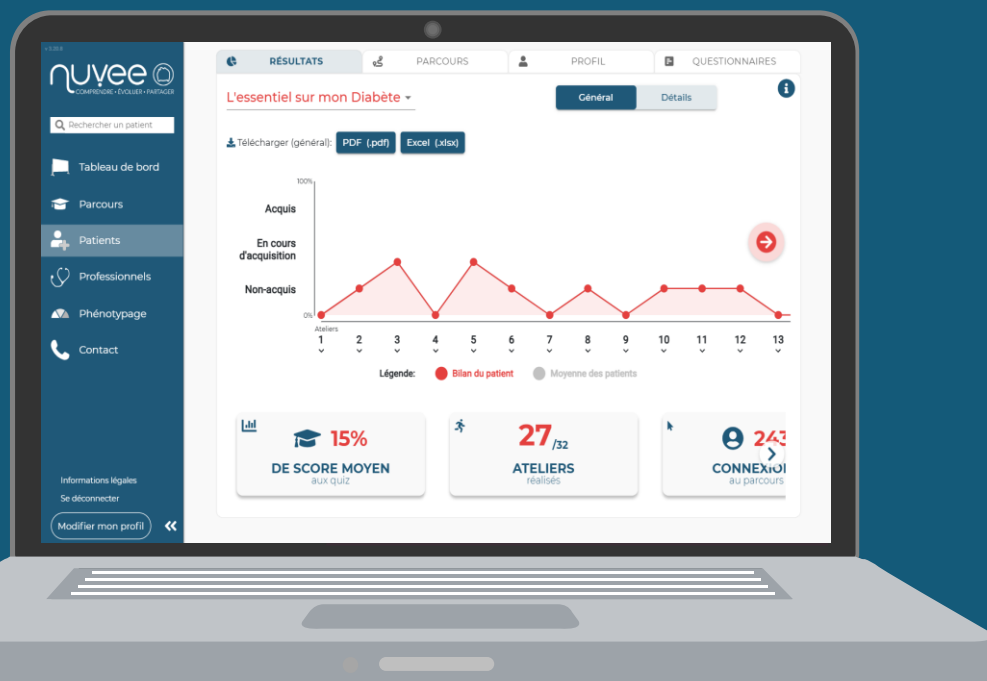 nuvee
COMPRENDRE • ÉVOLUER • PARTAGER
Rechercher un patient
Tableau de bord
Parcours
Patients
Professionnels
Phénotypage
Contact
Informations légales
Se déconnecter
Modifier mon profil
RÉSULTATS
PARCOURS
PROFIL
QUESTIONNAIRES
L'essentiel sur mon Diabète
Général
Détails
Télécharger (général):
PDF (.pdf)
Excel (.xlsx)
100%
Acquis
En cours
d'acquisition
Non-acquis
0%
Ateliers
1 2 3 4 5 6 7 8 9 10 11 12 13
Légende: Bilan du patient Moyenne des patients
15%
DE SCORE MOYEN
aux quiz
27/32
ATELIERS
réalisés
243
CONNEXION
au parcours